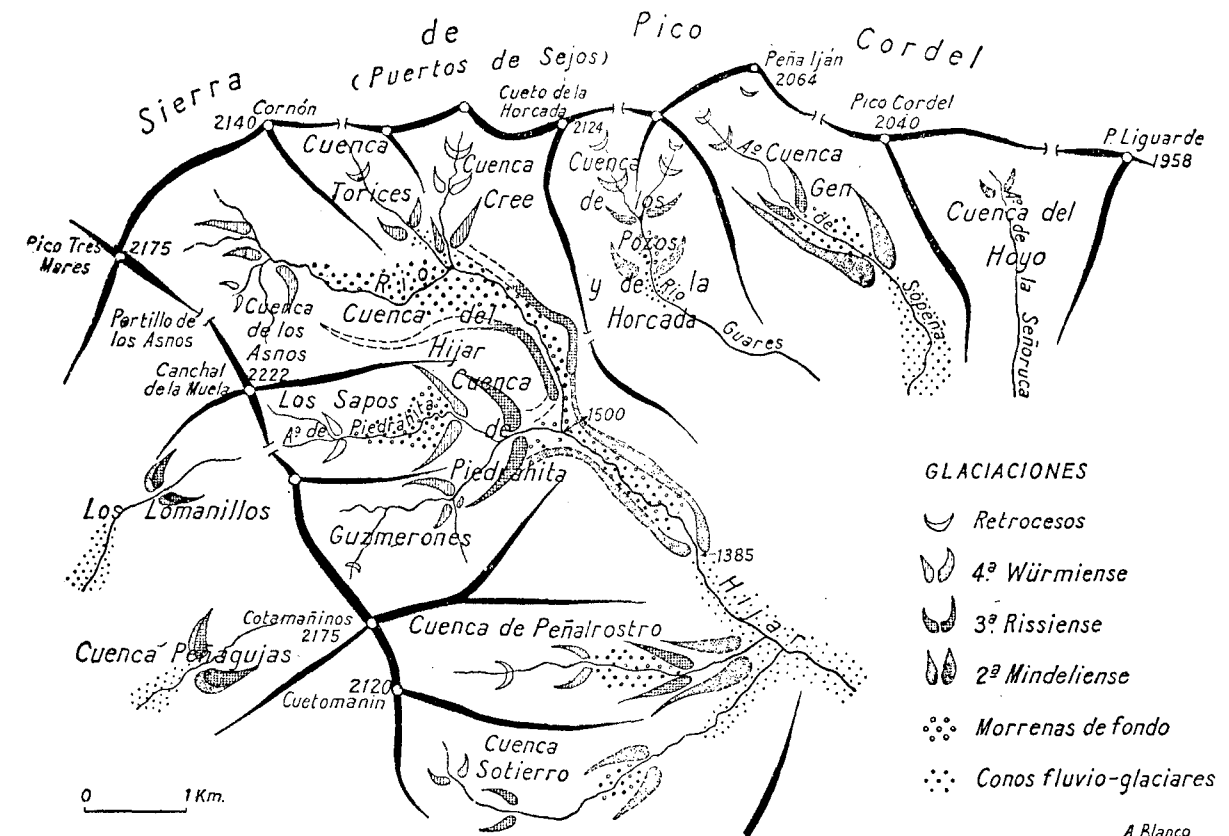 Sierra de Pico Cordel
(Puertos de Sejos)
Cornón
2140
Cueto de la
Horcada
2124
Peña Iján
2064
Pico Cordel
2040
P. Liguarde
1958
Cuenca
Torices
Cuenca
Cree
Cuenca
de los
Pozos
y de la
Horcada
Río
Guares
Aº
Cuenca
Gen
de
Sopeña
Cuenca del
Hoyo
Aº de la Señoruca
Pico Tres
Mares
2175
Portillo de
los Asnos
Cuenca
de los
Asnos
Río
Cuenca del
Hijar
Canchal
de la Muela
2222
Los Sapos
Aº de Piedrahita
Cuenca
de
Piedrahita
1500
Los Lomanillos
Guzmerones
1385
Hijar
Cotamañinos
2175
Cuenca Peñagujas
Cuenca de Peñalrostro
2120
Cuetomañin
Cuenca
Sotierro
0 1 Km.
GLACIACIONES
Retrocesos
4.ª Würmiense
3ª. Rissiense
2ª Mindeliense
Morrenas de fondo
Conos fluvio-glaciares
A. Blanco